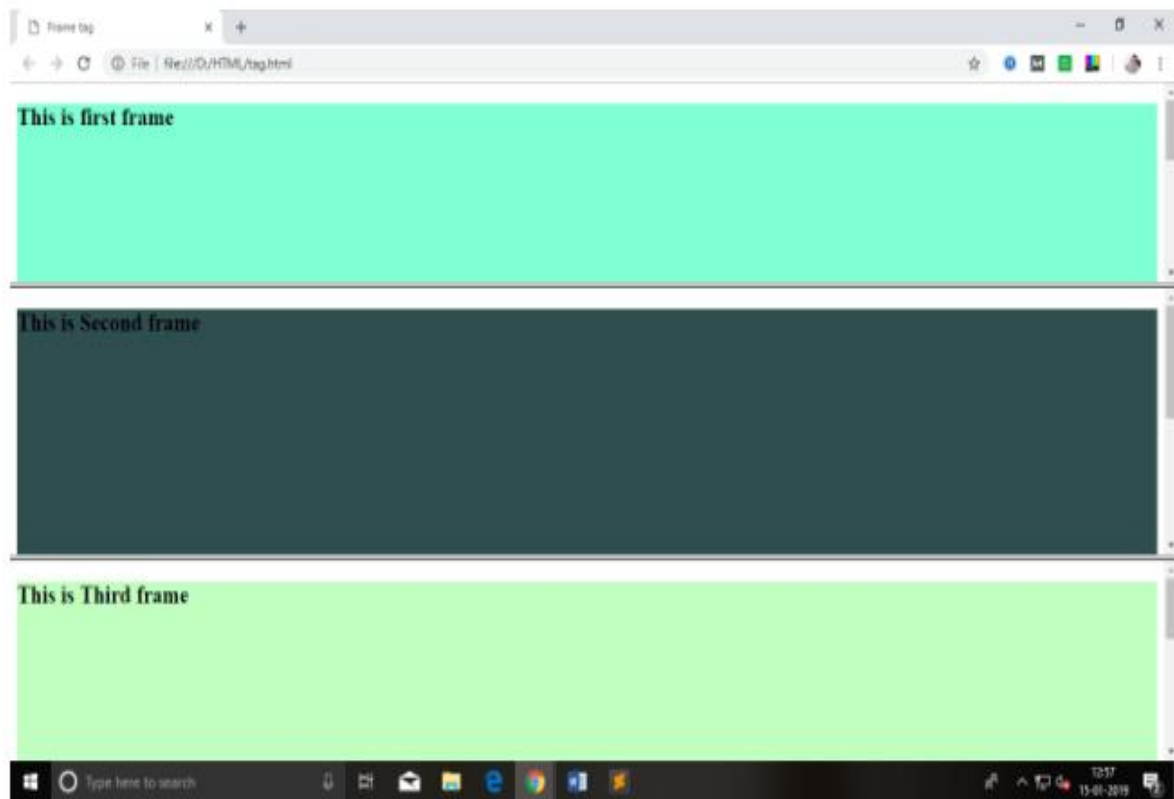 Frame tag
File | file:///D:/HTML/tag.html
This is first frame
This is Second frame
This is Third frame
Type here to search
12:57
15-01-2019